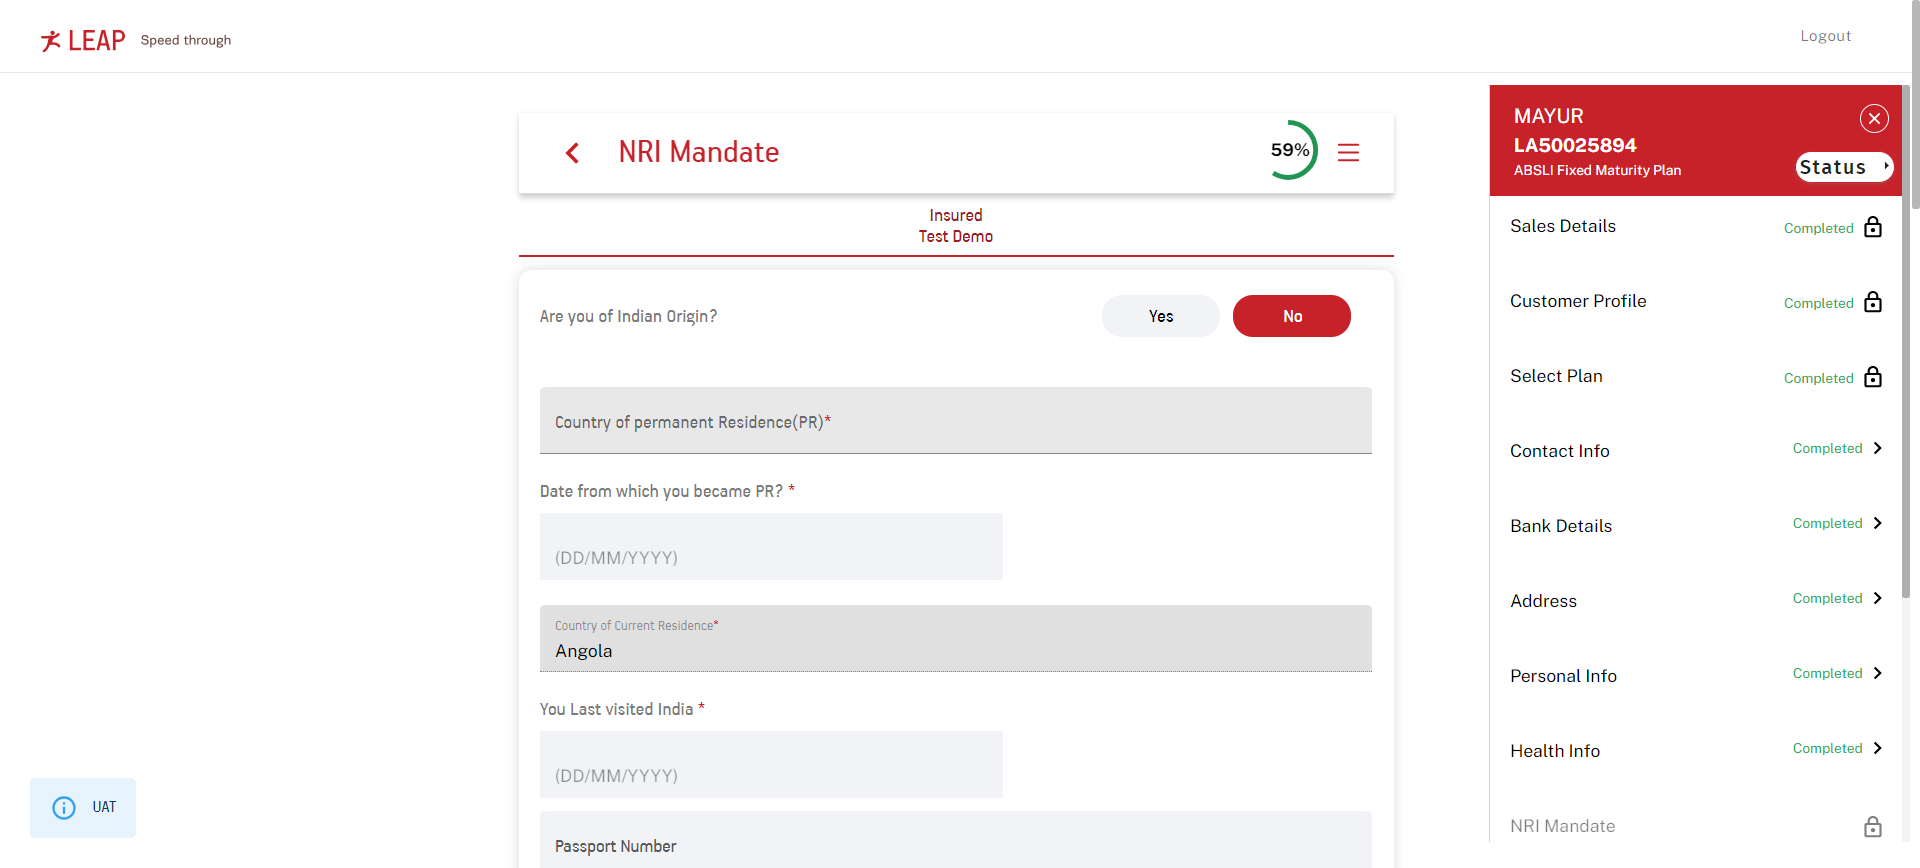 LEAP Speed through
Logout
NRI Mandate
59%
Insured
Test Demo
Are you of Indian Origin?
Yes
No
Country of permanent Residence(PR)*
Date from which you became PR? *
(DD/MM/YYYY)
Country of Current Residence*
Angola
You Last visited India *
(DD/MM/YYYY)
Passport Number
MAYUR
LA50025894
ABSLI Fixed Maturity Plan
Status
Sales Details Completed
Customer Profile Completed
Select Plan Completed
Contact Info Completed
Bank Details Completed
Address Completed
Personal Info Completed
Health Info Completed
NRI Mandate
UAT